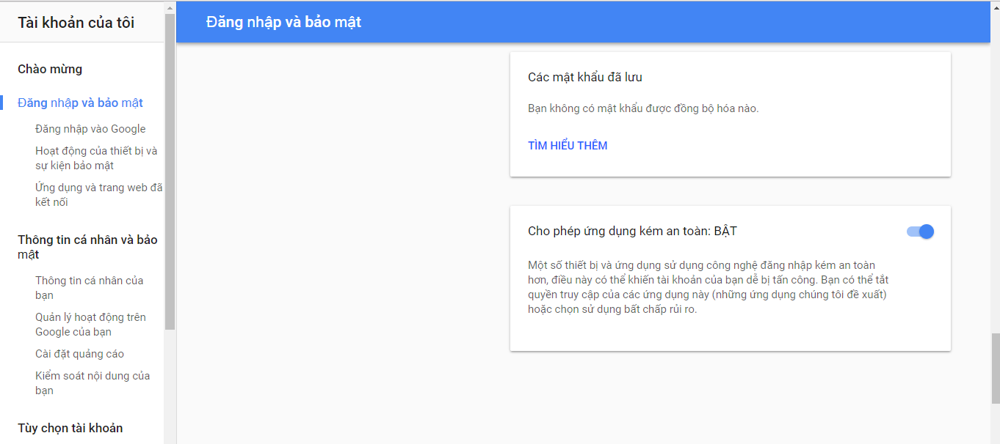 Tài khoản của tôi
Chào mừng
Đăng nhập và bảo mật
Đăng nhập vào Google
Hoạt động của thiết bị và
sự kiện bảo mật
Ứng dụng và trang web đã
kết nối
Thông tin cá nhân và bảo
mật
Thông tin cá nhân của
bạn
Quản lý hoạt động trên
Google của bạn
Cài đặt quảng cáo
Kiểm soát nội dung của
bạn
Tùy chọn tài khoản
Đăng nhập và bảo mật
Các mật khẩu đã lưu
Bạn không có mật khẩu được đồng bộ hóa nào.
TÌM HIỂU THÊM
Cho phép ứng dụng kém an toàn: BẬT
Một số thiết bị và ứng dụng sử dụng công nghệ đăng nhập kém an toàn
hơn, điều này có thể khiến tài khoản của bạn dễ bị tấn công. Bạn có thể tắt
quyền truy cập của các ứng dụng này (những ứng dụng chúng tôi đề xuất)
hoặc chọn sử dụng bất chấp rủi ro.